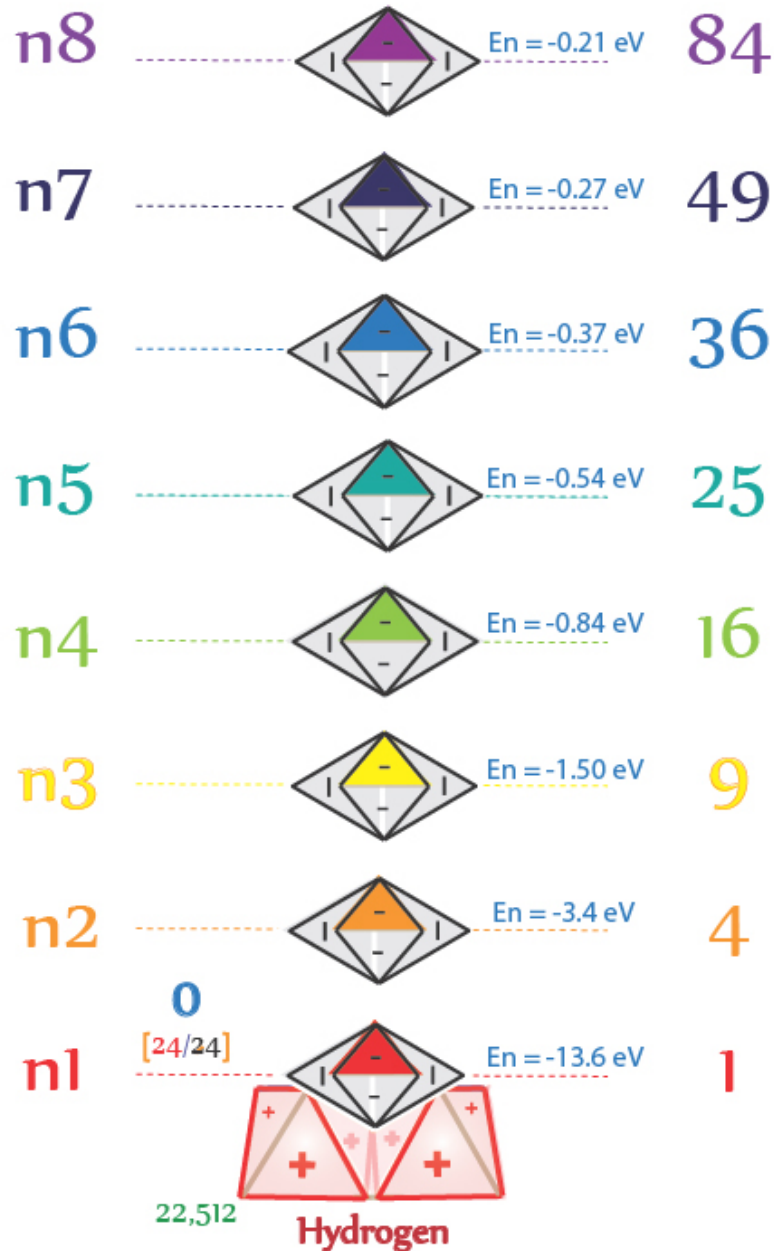 n8 En = -0.21 eV 84
n7 En = -0.27 eV 49
n6 En = -0.37 eV 36
n5 En = -0.54 eV 25
n4 En = -0.84 eV 16
n3 En = -1.50 eV 9
n2 En = -3.4 eV 4
0
[24/24]
n1 En = -13.6 eV 1
22,512
Hydrogen